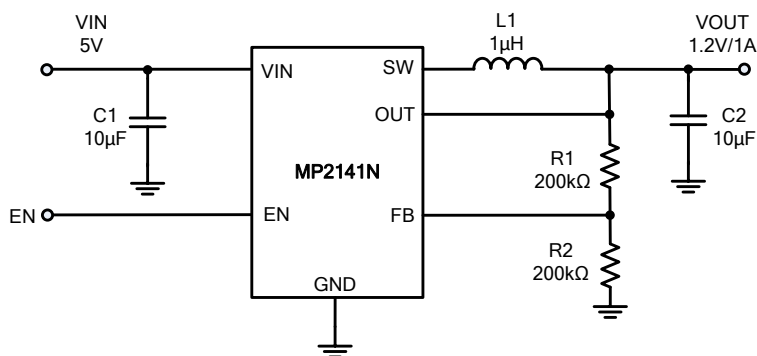 VIN
5V
L1
1µH
VOUT
1.2V/1A
VIN
SW
C1
10µF
OUT
C2
10µF
MP2141N
R1
200kΩ
EN
EN
FB
R2
200kΩ
GND